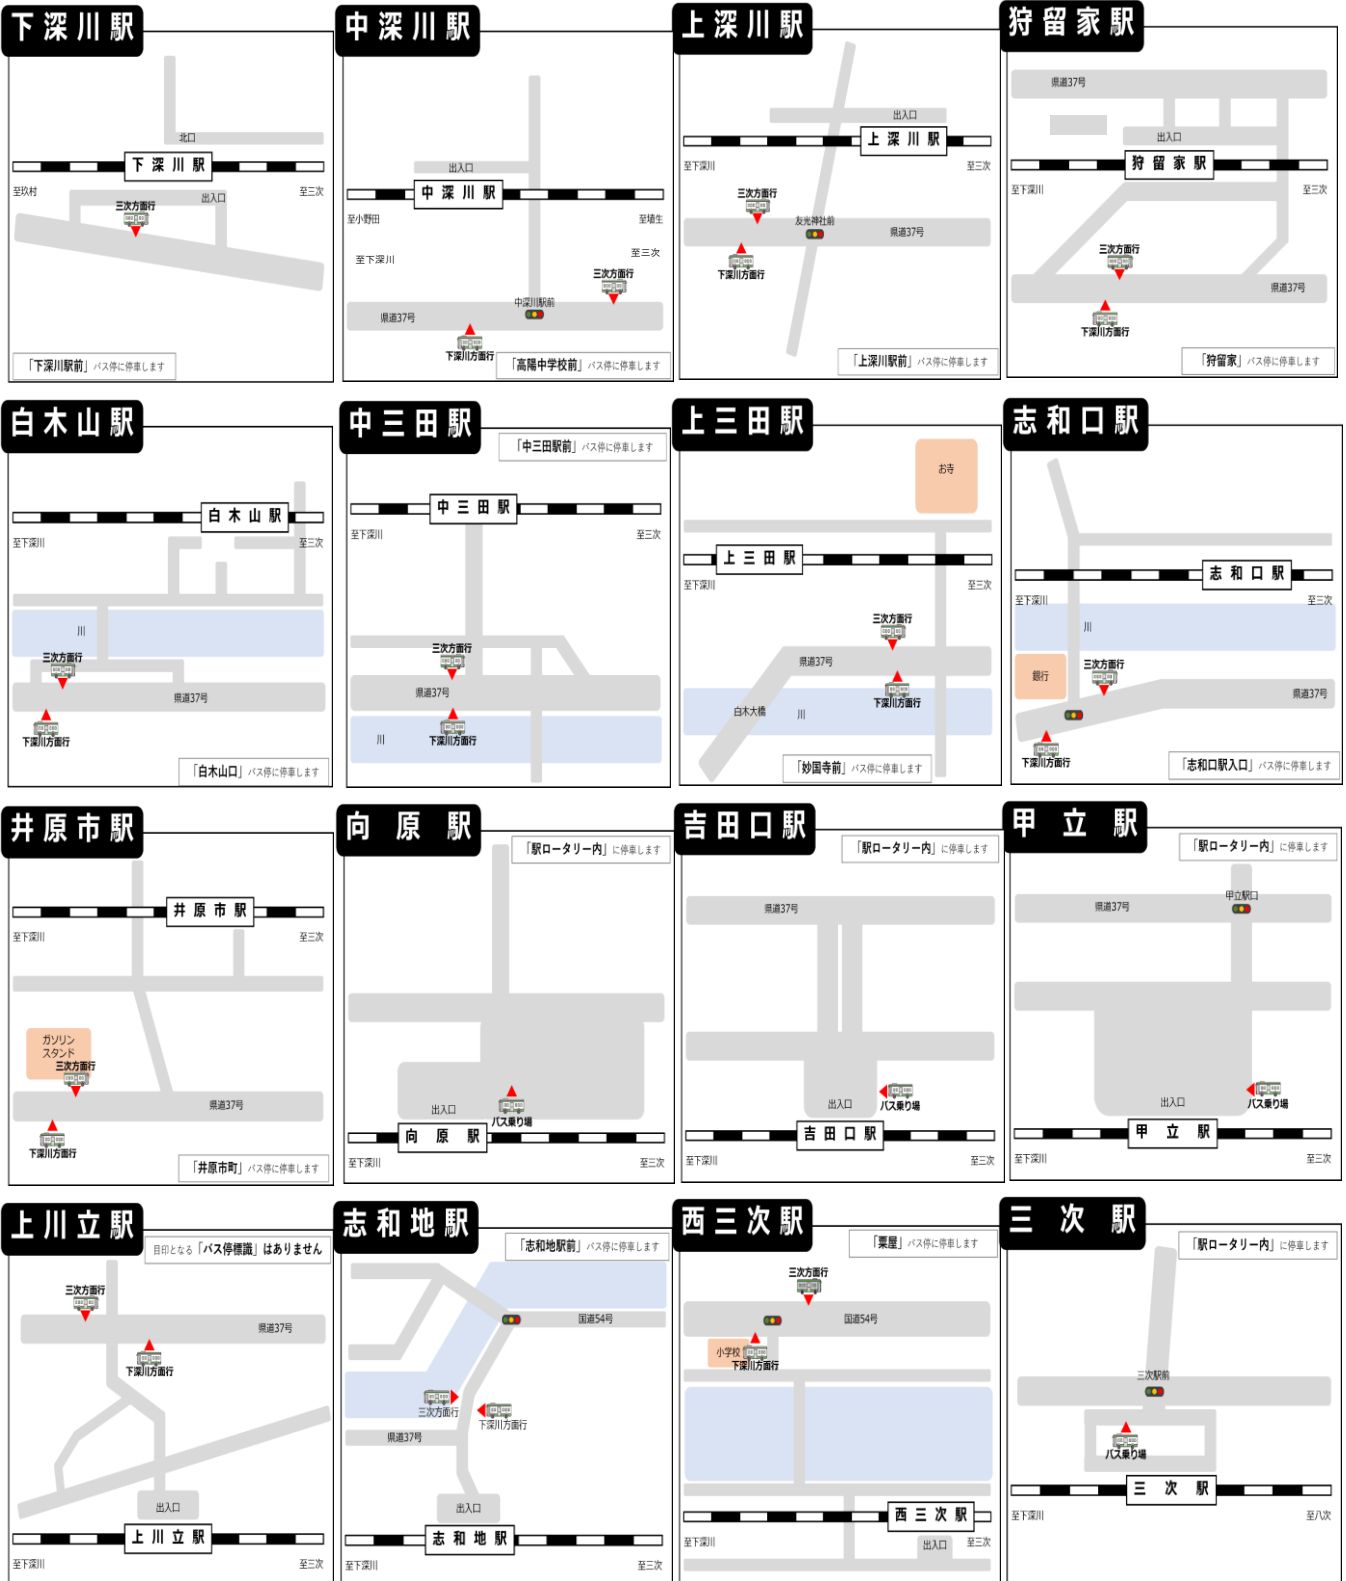 下深川駅
北口
下深川駅
至玖村
至三次
出入口
三次方面行
「下深川駅前」バス停に停車します
中深川駅
出入口
中深川駅
至小野田
至埴生
至下深川
至三次
三次方面行
中深川駅前
県道37号
下深川方面行
「高陽中学校前」バス停に停車します
上深川駅
出入口
上深川駅
至下深川
至三次
三次方面行
友光神社前
県道37号
下深川方面行
「上深川駅前」バス停に停車します
狩留家駅
県道37号
出入口
狩留家駅
至下深川
至三次
三次方面行
県道37号
下深川方面行
「狩留家」バス停に停車します
白木山駅
白木山駅
至下深川
至三次
川
三次方面行
県道37号
下深川方面行
「白木山口」バス停に停車します
中三田駅
「中三田駅前」バス停に停車します
中三田駅
至下深川
至三次
三次方面行
県道37号
川
下深川方面行
上三田駅
お寺
上三田駅
至下深川
至三次
三次方面行
県道37号
下深川方面行
白木大橋
川
「妙国寺前」バス停に停車します
志和口駅
志和口駅
至下深川
至三次
川
銀行
三次方面行
県道37号
下深川方面行
「志和口駅入口」バス停に停車します
井原市駅
井原市駅
至下深川
至三次
ガソリン
スタンド
三次方面行
県道37号
下深川方面行
「井原市町」バス停に停車します
向原駅
「駅ロータリー内」に停車します
出入口
バス乗り場
向原駅
至下深川
至三次
吉田口駅
「駅ロータリー内」に停車します
県道37号
バス乗り場
出入口
吉田口駅
至下深川
至三次
甲立駅
「駅ロータリー内」に停車します
甲立駅口
県道37号
バス乗り場
出入口
甲立駅
至下深川
至三次
上川立駅
目印となる「バス停標識」はありません
三次方面行
県道37号
下深川方面行
出入口
上川立駅
至下深川
至三次
志和地駅
「志和地駅前」バス停に停車します
国道54号
三次方面行
下深川方面行
県道37号
出入口
志和地駅
至下深川
至三次
西三次駅
「粟屋」バス停に停車します
三次方面行
国道54号
小学校
下深川方面行
西三次駅
至下深川
至三次
出入口
三次駅
「駅ロータリー内」に停車します
三次駅前
バス乗り場
三次駅
至下深川
至八次